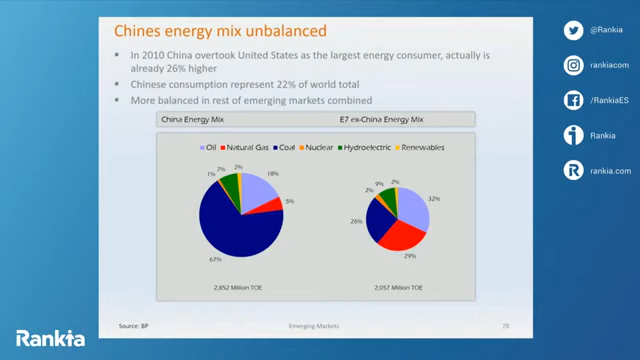 Chines energy mix unbalanced
In 2010 China overtook United States as the largest energy consumer, actually is
already 26% higher
Chinese consumption represent 22% of world total
More balanced in rest of emerging markets combined
China Energy Mix
E7 ex-China Energy Mix
Oil Natural Gas Coal Nuclear Hydroelectric Renewables
2%
7%
1%
18%
5%
67%
2,852 Million TOE
2%
9%
2%
32%
26%
29%
2,057 Million TOE
Source: BP
Emerging Markets
70
@Rankia
rankiacom
/RankiaES
Rankia
rankia.com
Rankia